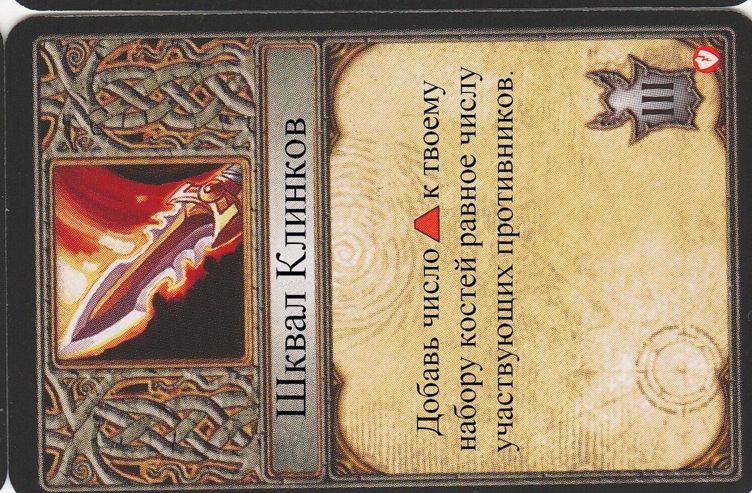 Шквал Клинков
Добавь число к твоему
набору костей равное числу
участвующих противников.
III